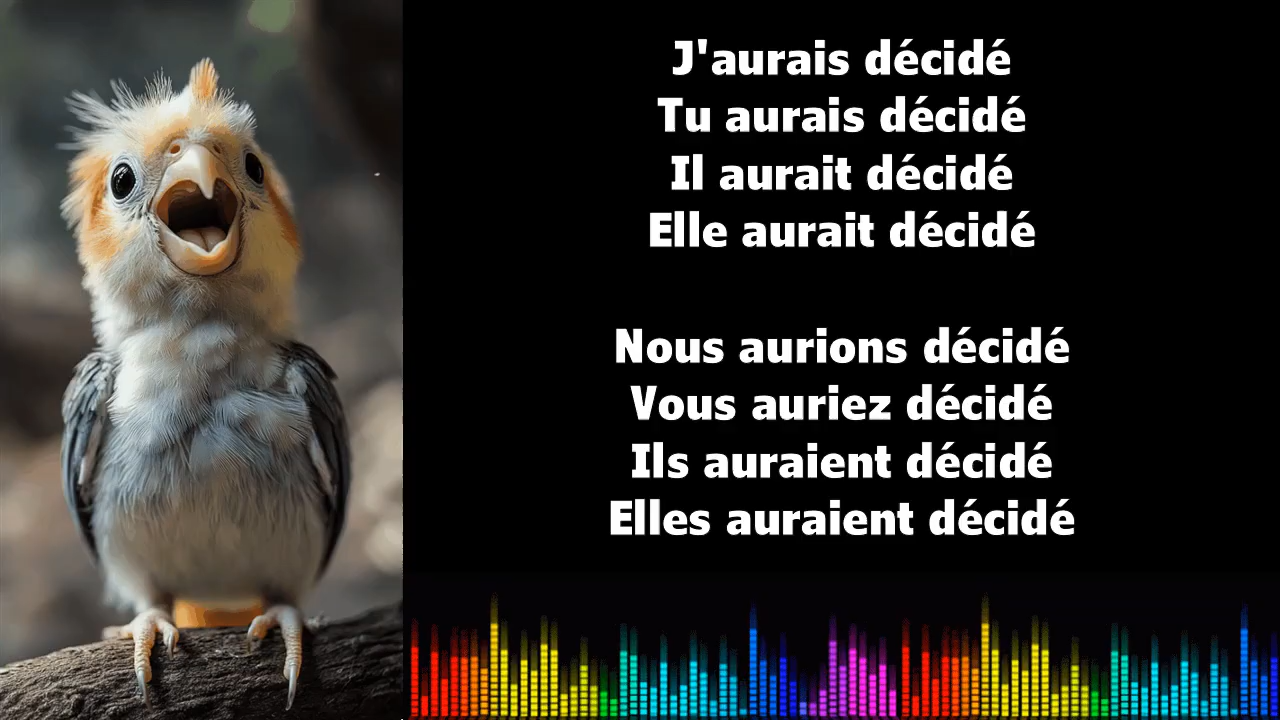 J'aurais décidé
Tu aurais décidé
Il aurait décidé
Elle aurait décidé
Nous aurions décidé
Vous auriez décidé
Ils auraient décidé
Elles auraient décidé